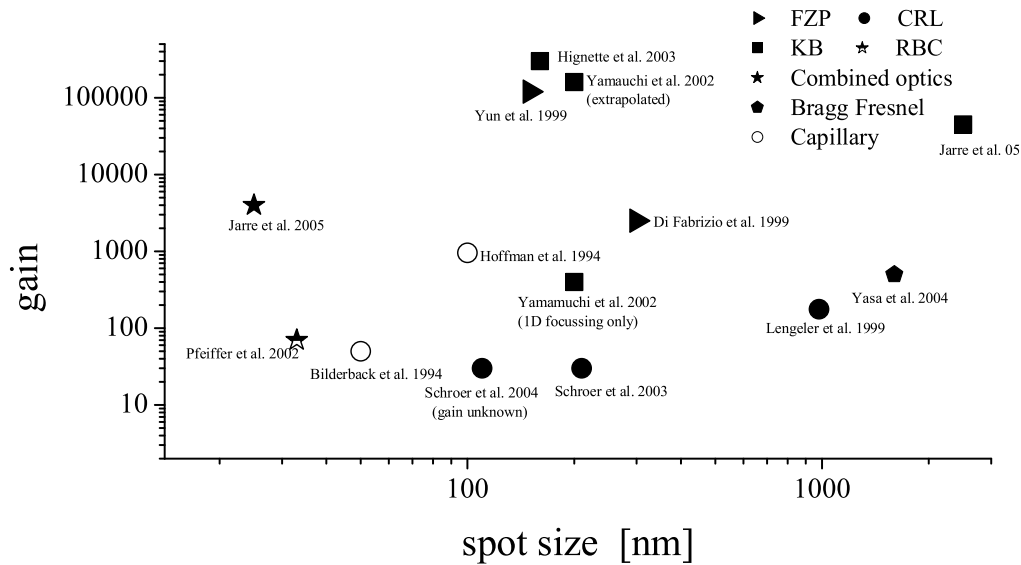 FZP CRL
KB RBC
Combined optics
Bragg Fresnel
Capillary
Hignette et al. 2003
Yamauchi et al. 2002
(extrapolated)
Yun et al. 1999
Jarre et al. 05
Jarre et al. 2005
Di Fabrizio et al. 1999
Hoffman et al. 1994
Yamamuchi et al. 2002
(1D focussing only)
Yasa et al. 2004
Lengeler et al. 1999
Pfeiffer et al. 2002
Bilderback et al. 1994
Schroer et al. 2004
(gain unknown)
Schroer et al. 2003
100000
10000
1000
100
10
gain
100 1000
spot size [nm]